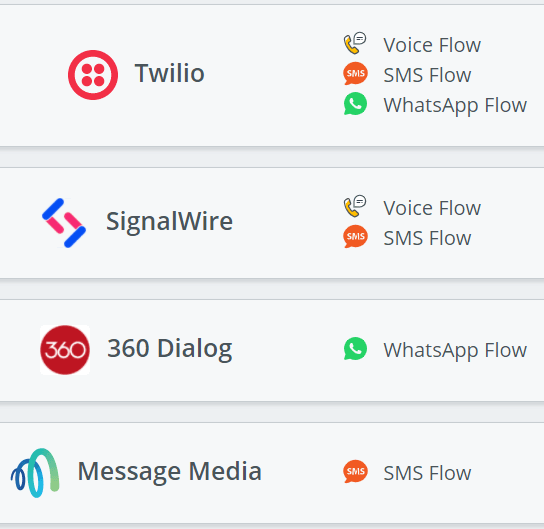 Twilio
Voice Flow
SMS SMS Flow
WhatsApp Flow
SignalWire
Voice Flow
SMS SMS Flow
360 360 Dialog
WhatsApp Flow
Message Media
SMS SMS Flow